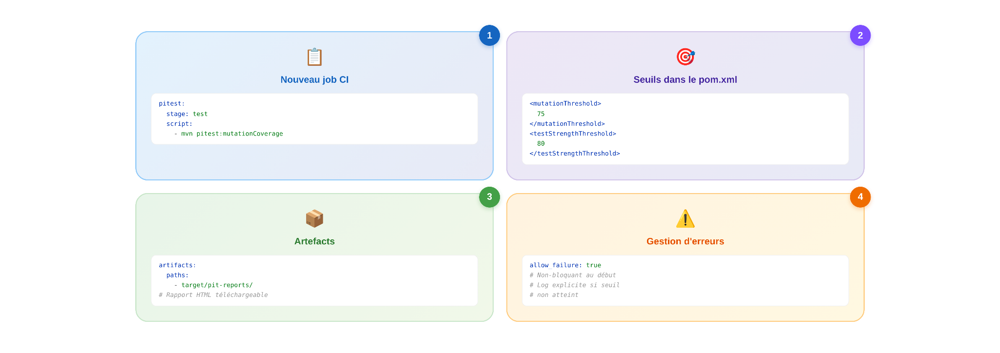 1
Nouveau job CI
pitest:
  stage: test
  script:
    - mvn pitest:mutationCoverage
2
Seuils dans le pom.xml
<mutationThreshold>
  75
</mutationThreshold>
<testStrengthThreshold>
  80
</testStrengthThreshold>
3
Artefacts
artifacts:
  paths:
    - target/pit-reports/
# Rapport HTML téléchargeable
4
Gestion d'erreurs
allow_failure: true
# Non-bloquant au début
# Log explicite si seuil
# non atteint